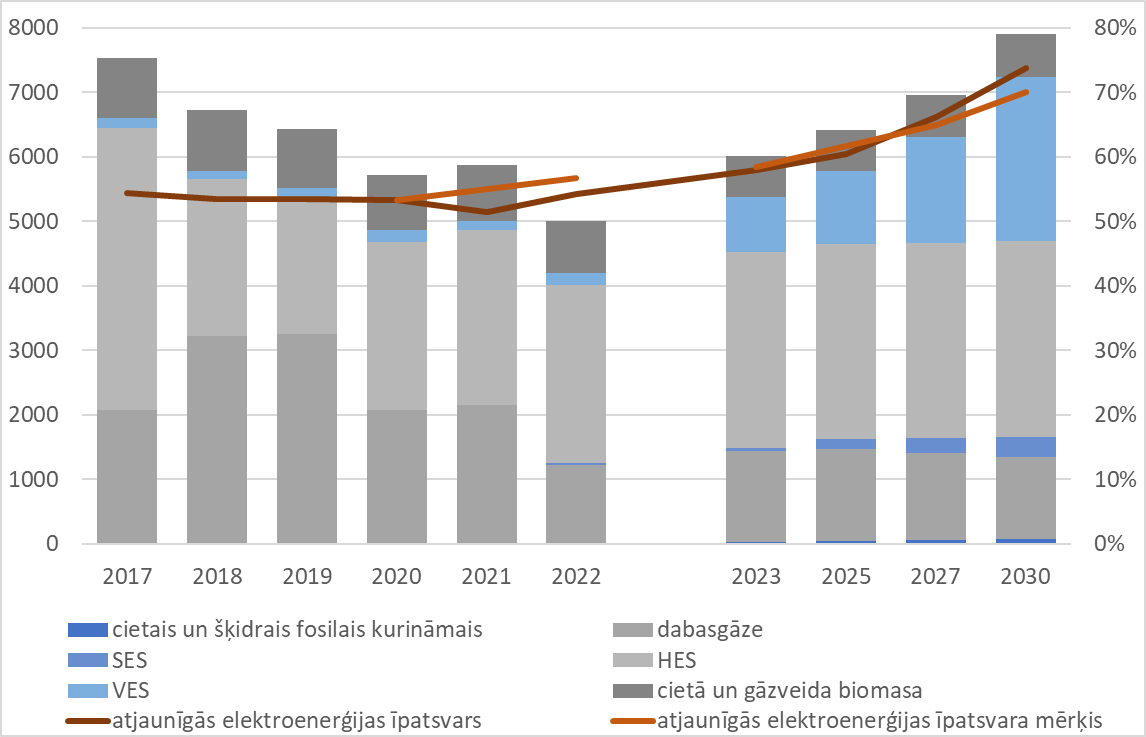 8000 80%
7000 70%
6000 60%
5000 50%
4000 40%
3000 30%
2000 20%
1000 10%
0 0%
2017 2018 2019 2020 2021 2022 2023 2025 2027 2030
cietais un šķidrais fosilais kurināmais dabasgāze
SES HES
VES cietā un gāzveida biomasa
atjaunīgās elektroenerģijas īpatsvars atjaunīgās elektroenerģijas īpatsvara mērķis